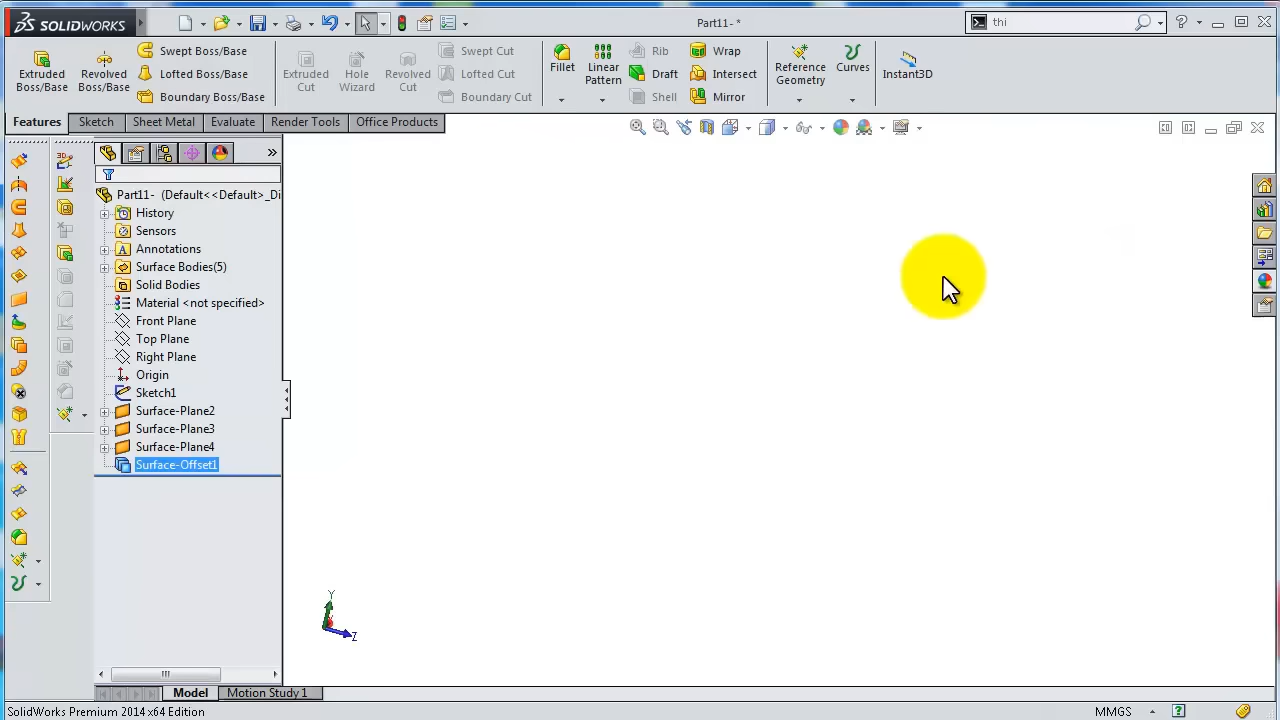 SOLIDWORKS
Part11- *
thi
Extruded Boss/Base
Revolved Boss/Base
Swept Boss/Base
Lofted Boss/Base
Boundary Boss/Base
Extruded Cut
Hole Wizard
Revolved Cut
Swept Cut
Lofted Cut
Boundary Cut
Fillet
Linear Pattern
Rib
Draft
Shell
Wrap
Intersect
Mirror
Reference Geometry
Curves
Instant3D
Features
Sketch
Sheet Metal
Evaluate
Render Tools
Office Products
Part11- (Default<<Default>_Di
History
Sensors
Annotations
Surface Bodies(5)
Solid Bodies
Material <not specified>
Front Plane
Top Plane
Right Plane
Origin
Sketch1
Surface-Plane2
Surface-Plane3
Surface-Plane4
Surface-Offset1
Y
Z
Model
Motion Study 1
SolidWorks Premium 2014 x64 Edition
MMGS